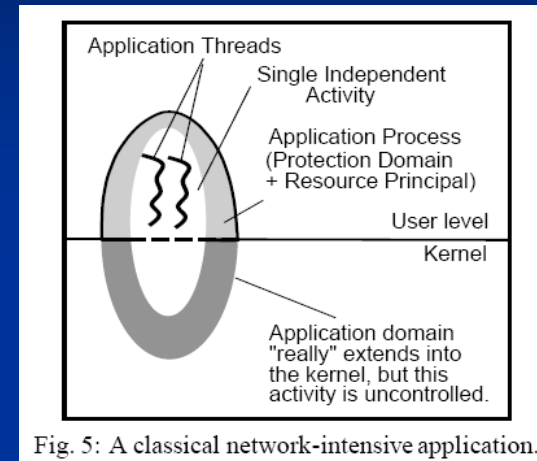 Application Threads
Single Independent
Activity
Application Process
(Protection Domain
+ Resource Principal)
User level
Kernel
Application domain
"really" extends into
the kernel, but this
activity is uncontrolled.
Fig. 5: A classical network-intensive application.